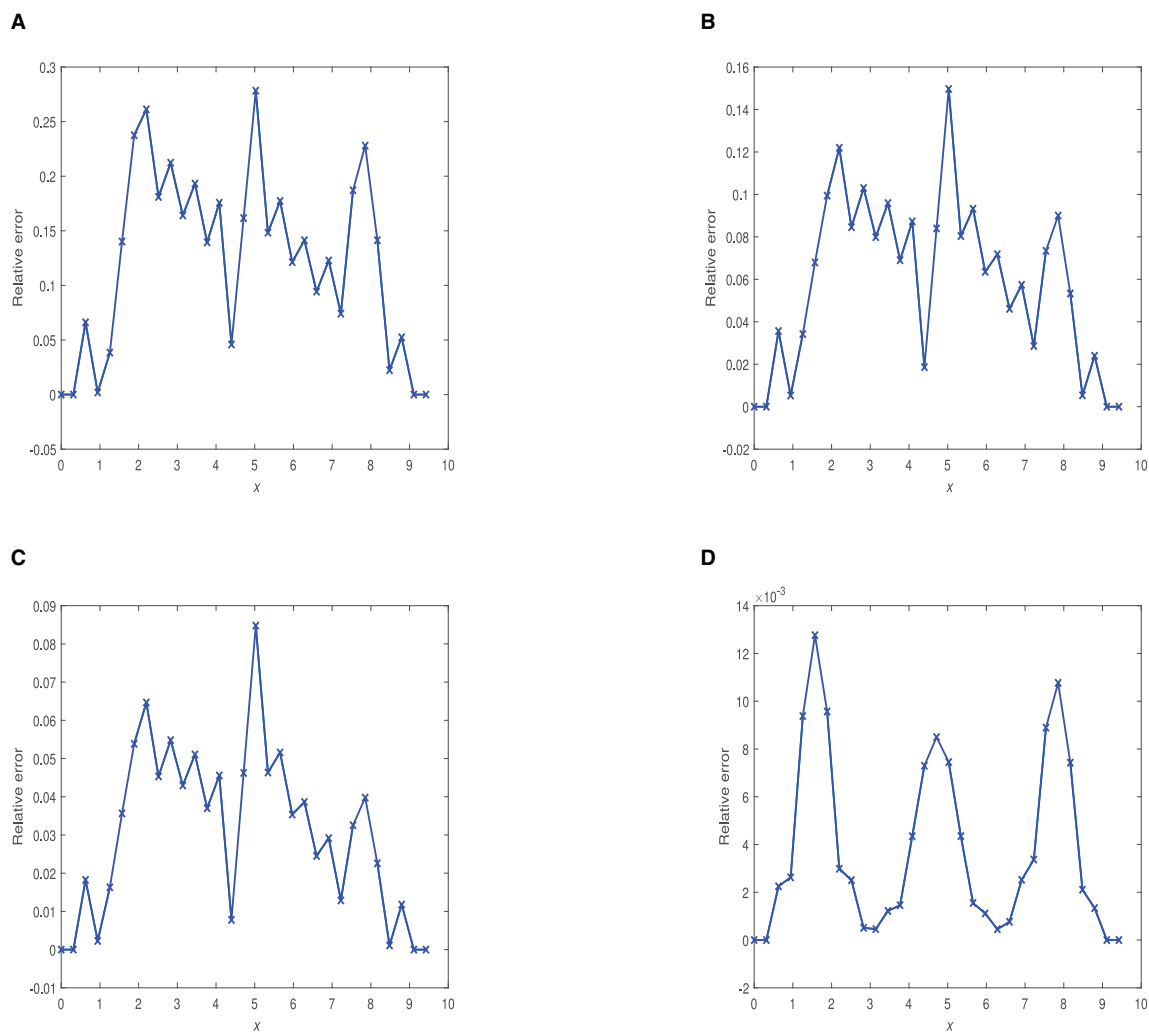 A
B
0.3
0.25
0.2
0.15
0.1
0.05
0
-0.05
Relative error
0 1 2 3 4 5 6 7 8 9 10
x
0.16
0.14
0.12
0.1
0.08
0.06
0.04
0.02
0
-0.02
Relative error
0 1 2 3 4 5 6 7 8 9 10
x
C
D
0.09
0.08
0.07
0.06
0.05
0.04
0.03
0.02
0.01
0
-0.01
Relative error
0 1 2 3 4 5 6 7 8 9 10
x
×10⁻³
14
12
10
8
6
4
2
0
-2
Relative error
0 1 2 3 4 5 6 7 8 9 10
x